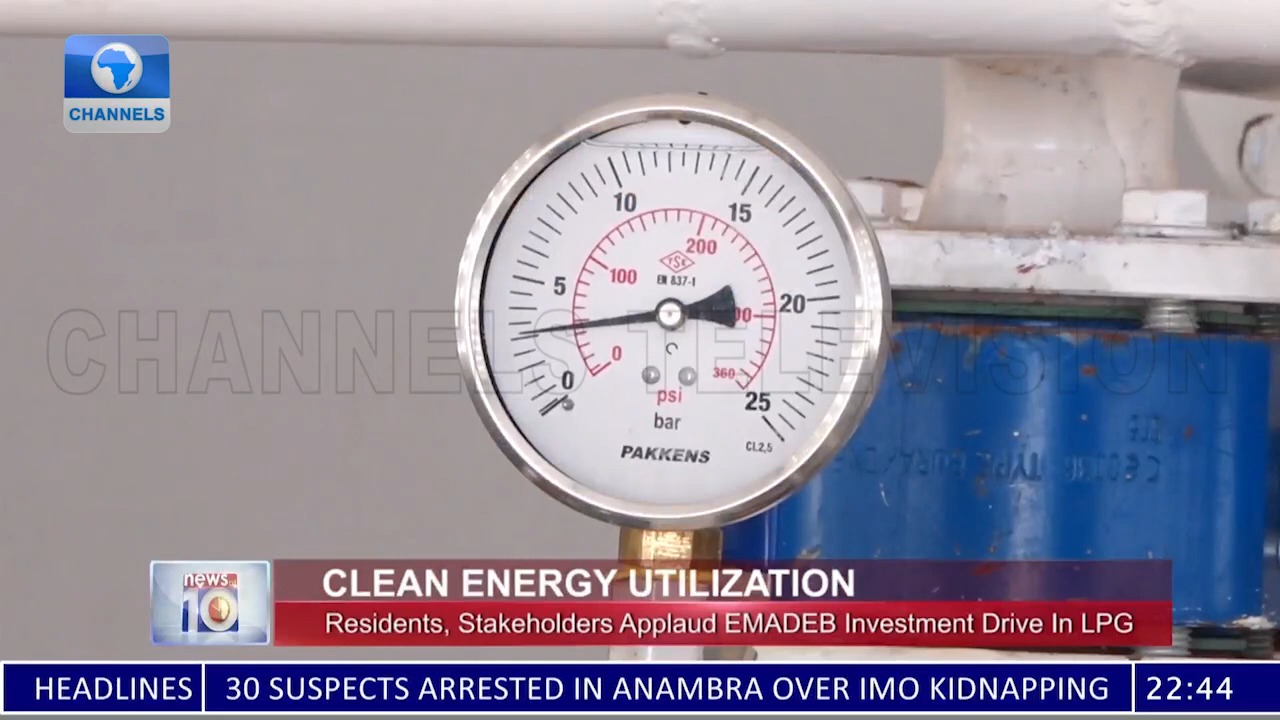 CHANNELS
10
15
200
TSE
5
100
EN 837-1
20
CHANNELS TELEVISION
0
C
0
360
psi
25
bar
CL2,5
PAKKENS
news
10
CLEAN ENERGY UTILIZATION
Residents, Stakeholders Applaud EMADEB Investment Drive In LPG
HEADLINES
30 SUSPECTS ARRESTED IN ANAMBRA OVER IMO KIDNAPPING
22:44